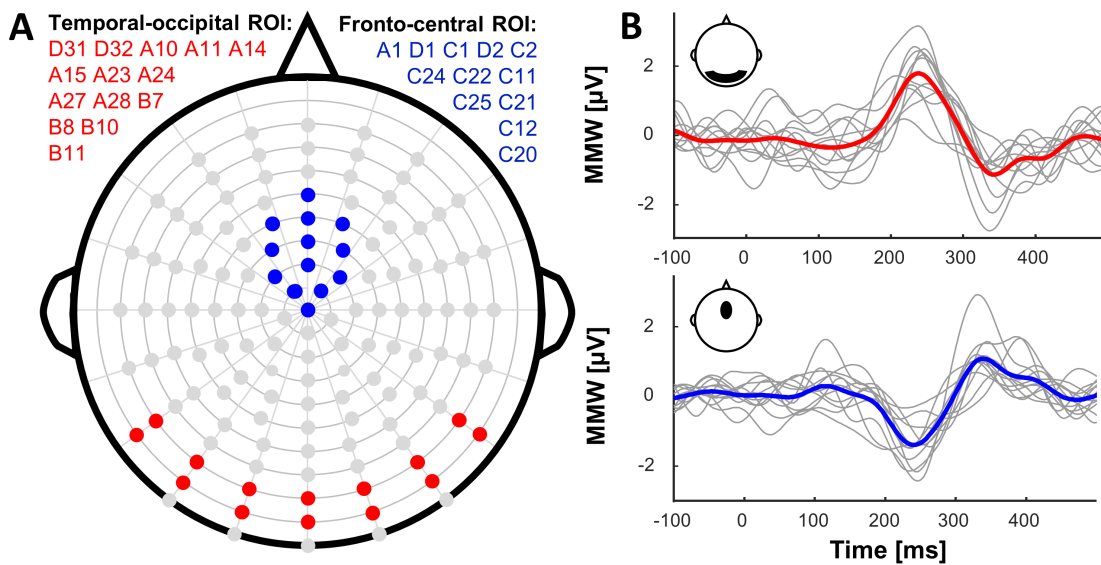 A
Temporal-occipital ROI:
D31 D32 A10 A11 A14
A15 A23 A24
A27 A28 B7
B8 B10
B11
Fronto-central ROI:
A1 D1 C1 D2 C2
C24 C22 C11
C25 C21
C12
C20
B
MMW [µV]
2
0
-2
-100 0 100 200 300 400
MMW [µV]
2
0
-2
-100 0 100 200 300 400
Time [ms]